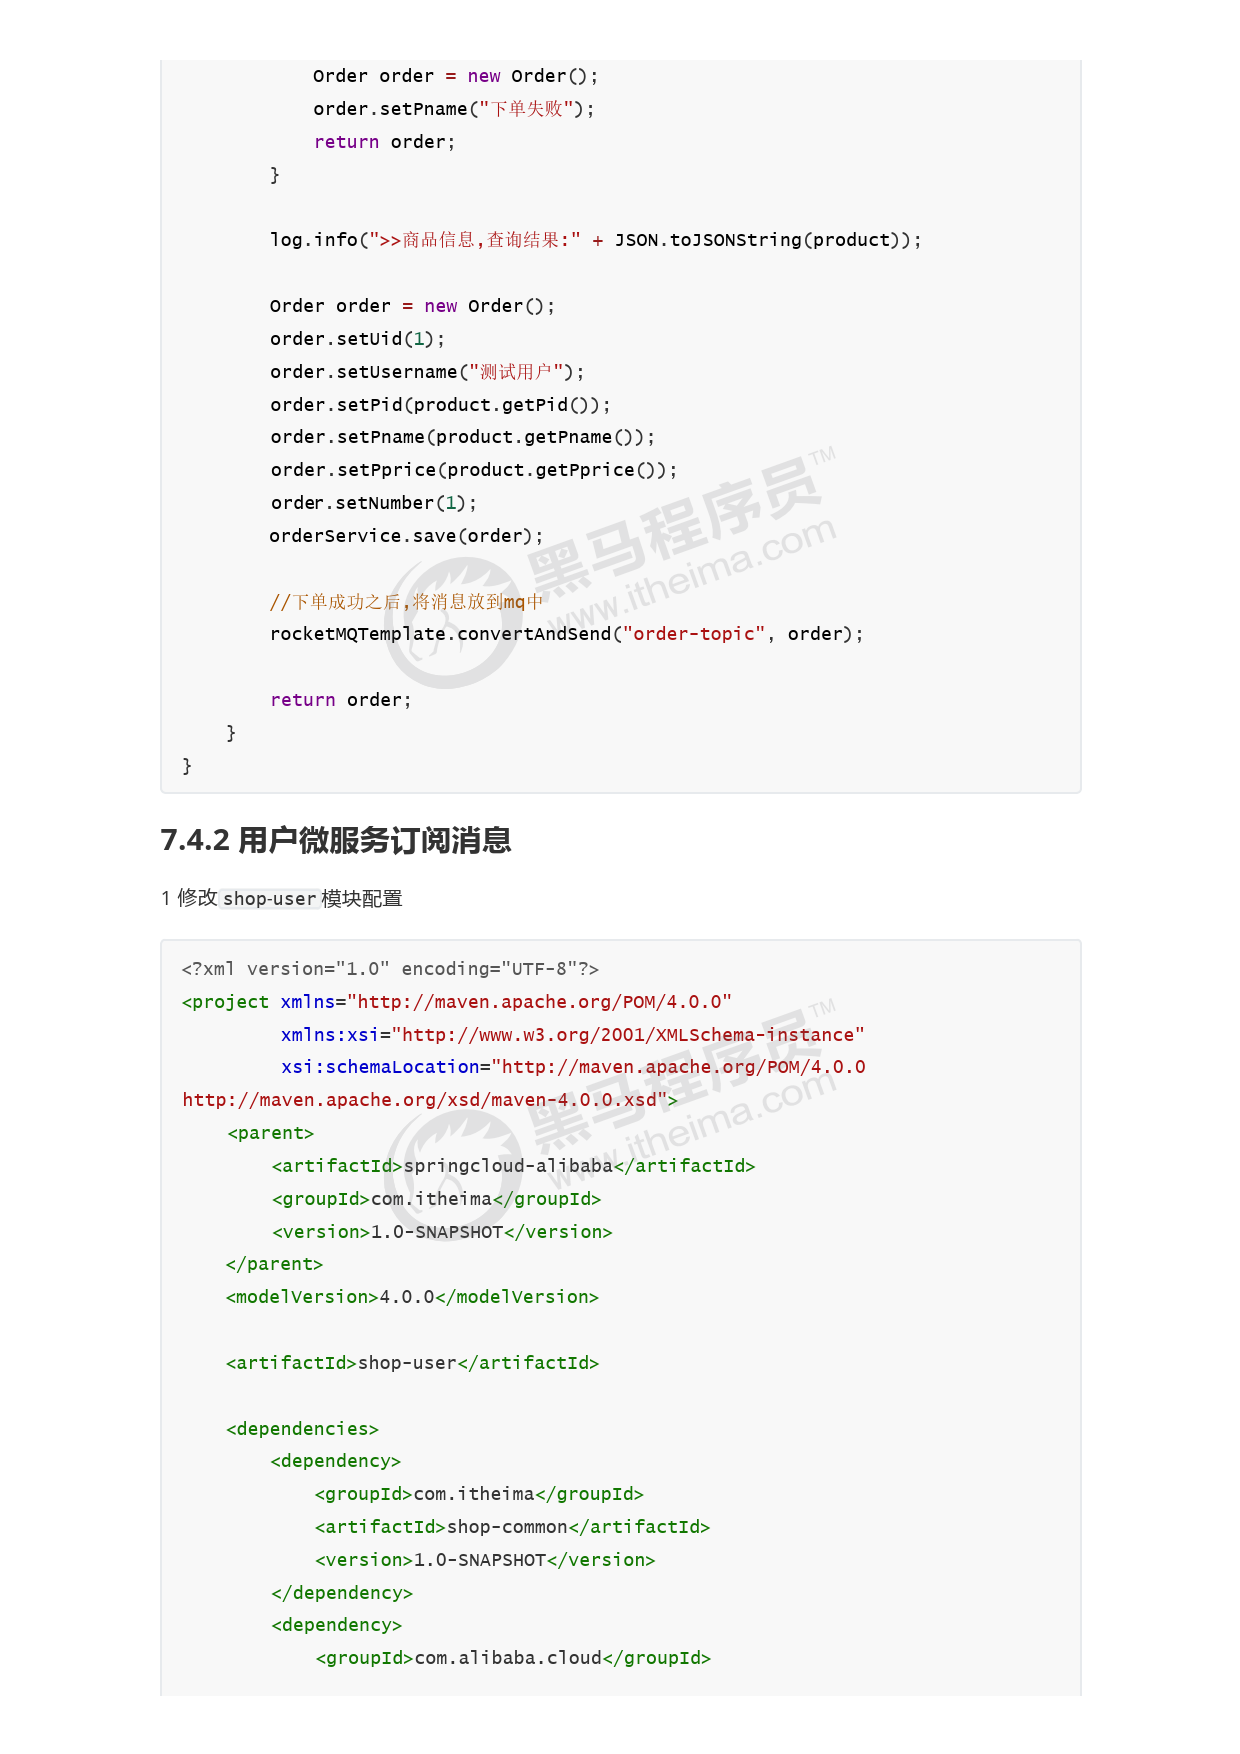 Order order = new Order();
            order.setPname("下单失败");
            return order;
        }
        log.info(">>商品信息,查询结果:" + JSON.toJSONString(product));
        Order order = new Order();
        order.setUid(1);
        order.setUsername("测试用户");
        order.setPid(product.getPid());
        order.setPname(product.getPname());
        order.setPprice(product.getPprice());
        order.setNumber(1);
        orderService.save(order);
        //下单成功之后,将消息放到mq中
        rocketMQTemplate.convertAndSend("order-topic", order);
        return order;
    }
}
黑马程序员TM
www.itheima.com
7.4.2 用户微服务订阅消息
1 修改 shop-user 模块配置
<?xml version="1.0" encoding="UTF-8"?>
<project xmlns="http://maven.apache.org/POM/4.0.0"
         xmlns:xsi="http://www.w3.org/2001/XMLSchema-instance"
         xsi:schemaLocation="http://maven.apache.org/POM/4.0.0
http://maven.apache.org/xsd/maven-4.0.0.xsd">
    <parent>
        <artifactId>springcloud-alibaba</artifactId>
        <groupId>com.itheima</groupId>
        <version>1.0-SNAPSHOT</version>
    </parent>
    <modelVersion>4.0.0</modelVersion>
    <artifactId>shop-user</artifactId>
    <dependencies>
        <dependency>
            <groupId>com.itheima</groupId>
            <artifactId>shop-common</artifactId>
            <version>1.0-SNAPSHOT</version>
        </dependency>
        <dependency>
            <groupId>com.alibaba.cloud</groupId>
黑马程序员TM
www.itheima.com